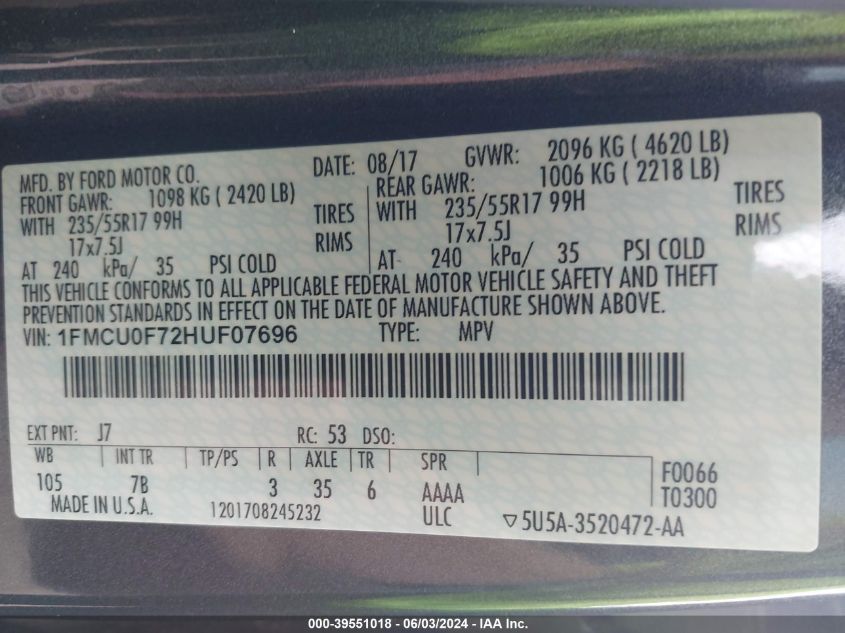 MFD. BY FORD MOTOR CO. DATE: 08/17 GVWR: 2096 KG ( 4620 LB)
FRONT GAWR: 1098 KG ( 2420 LB) REAR GAWR: 1006 KG ( 2218 LB)
WITH 235/55R17 99H TIRES WITH 235/55R17 99H TIRES
17x7.5J RIMS 17x7.5J RIMS
AT 240 kPa/ 35 PSI COLD AT- 240 kPa/ 35 PSI COLD
THIS VEHICLE CONFORMS TO ALL APPLICABLE FEDERAL MOTOR VEHICLE SAFETY AND THEFT
PREVENTION STANDARDS IN EFFECT ON THE DATE OF MANUFACTURE SHOWN ABOVE.
VIN: 1FMCU0F72HUF07696 TYPE: MPV
EXT PNT: J7 RC: 53 DSO:
WB INT TR TP/PS R AXLE TR SPR F0066
105 7B 3 35 6 AAAA T0300
MADE IN U.S.A. 1201708245232 ULC ▽5U5A-3520472-AA
000-39551018 - 06/03/2024 - IAA Inc.